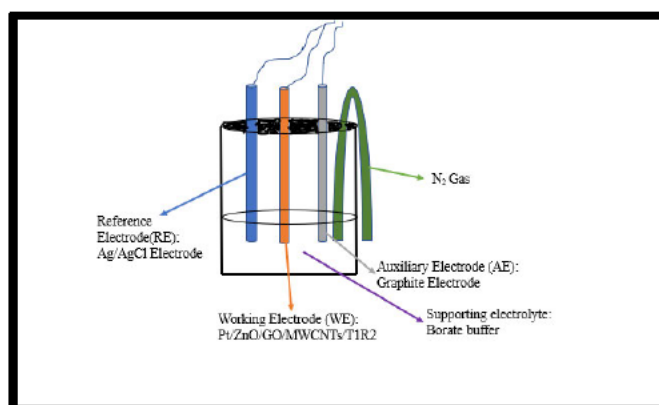 N₂ Gas
Reference
Electrode(RE):
Ag/AgCl Electrode
Auxiliary Electrode (AE):
Graphite Electrode
Working Electrode (WE):
Pt/ZnO/GO/MWCNTs/T1R2
Supporting electrolyte:
Borate buffer